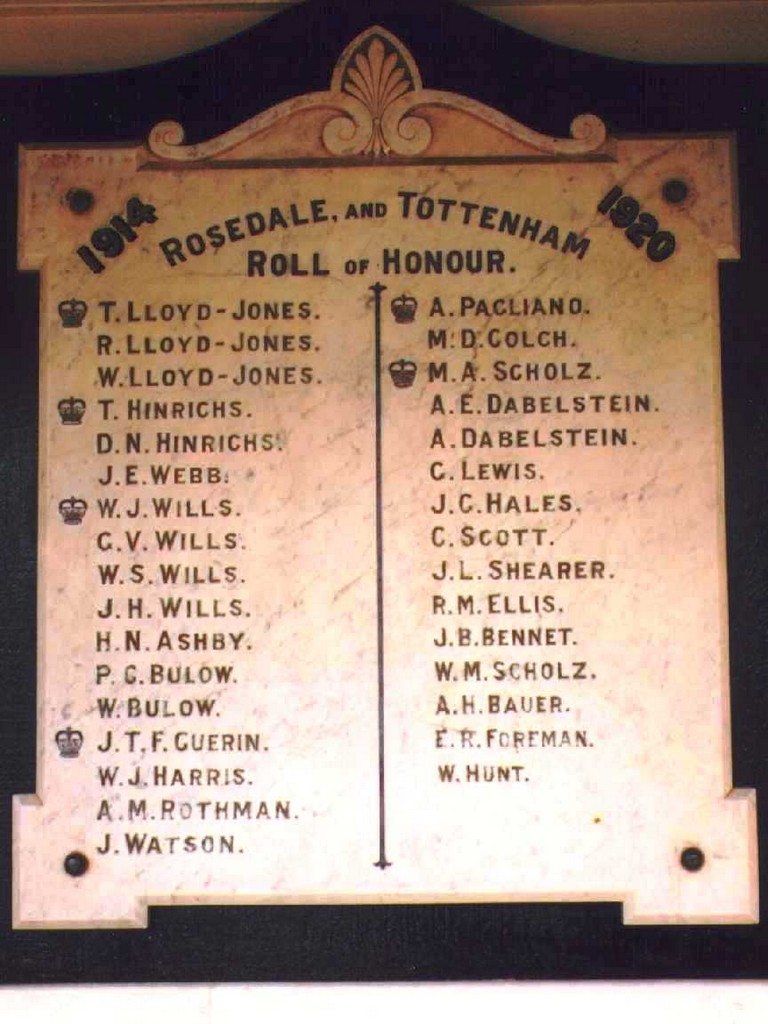 1914 ROSEDALE, AND TOTTENHAM 1920
ROLL OF HONOUR.
T. LLOYD-JONES.
R. LLOYD-JONES.
W. LLOYD-JONES.
T. HINRICHS.
D. N. HINRICHS.
J. E. WEBB.
W. J. WILLS.
G. V. WILLS.
W. S. WILLS.
J. H. WILLS.
H. N. ASHBY.
P. G. BULOW.
W. BULOW.
J. T. F. GUERIN.
W. J. HARRIS.
A. M. ROTHMAN.
J. WATSON.
A. PAGLIANO.
M. D. GOLCH.
M. A. SCHOLZ.
A. E. DABELSTEIN.
A. DABELSTEIN.
G. LEWIS.
J. C. HALES.
C. SCOTT.
J. L. SHEARER.
R. M. ELLIS.
J. B. BENNET.
W. M. SCHOLZ.
A. H. BAUER.
E. R. FOREMAN.
W. HUNT.